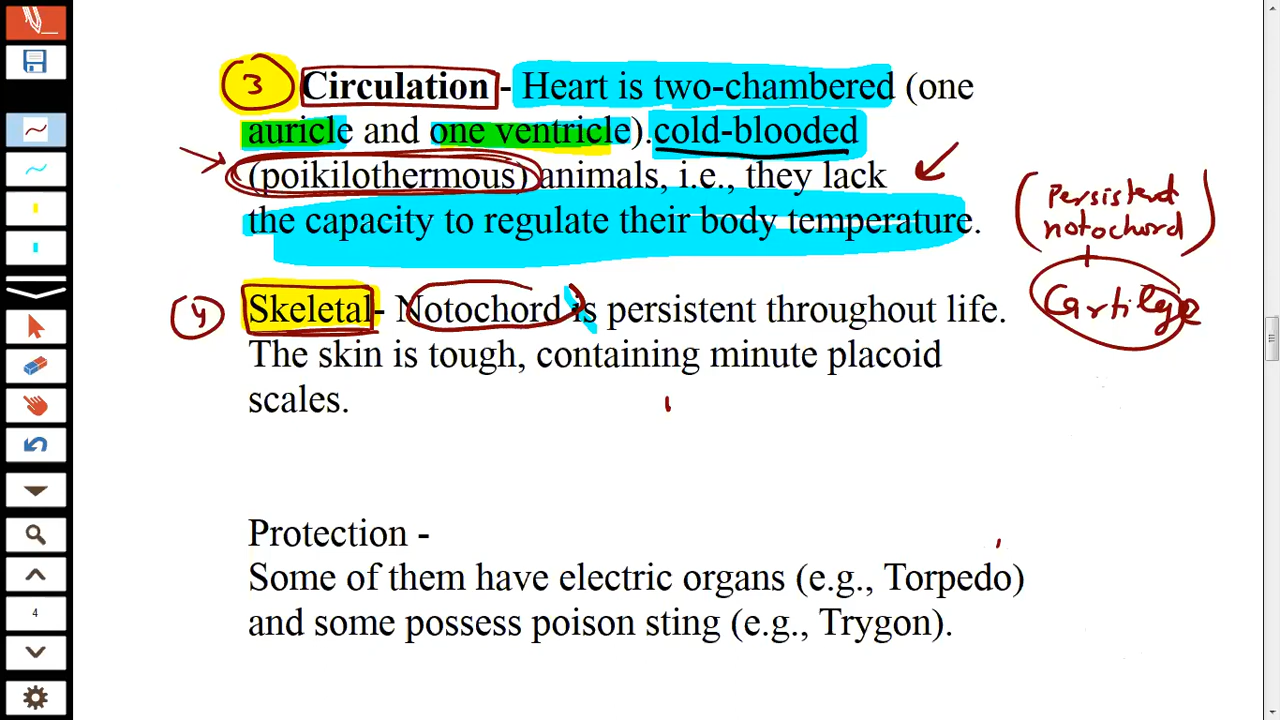 3 Circulation - Heart is two-chambered (one
auricle and one ventricle).cold-blooded
(poikilothermous) animals, i.e., they lack
the capacity to regulate their body temperature.
(Persistent
notochord)
+
Cartilage
4 Skeletal- Notochord is persistent throughout life.
The skin is tough, containing minute placoid
scales.
Protection -
Some of them have electric organs (e.g., Torpedo)
and some possess poison sting (e.g., Trygon).
4